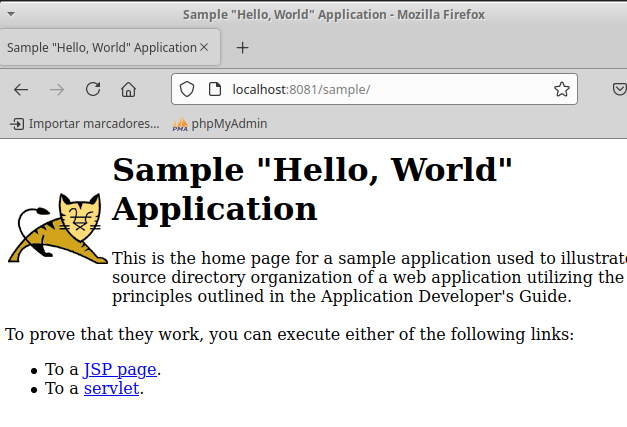 Sample "Hello, World" Application - Mozilla Firefox
Sample "Hello, World" Application
localhost:8081/sample/
Importar marcadores... phpMyAdmin
Sample "Hello, World"
Application
This is the home page for a sample application used to illustrate
source directory organization of a web application utilizing the
principles outlined in the Application Developer's Guide.
To prove that they work, you can execute either of the following links:
To a JSP page.
To a servlet.